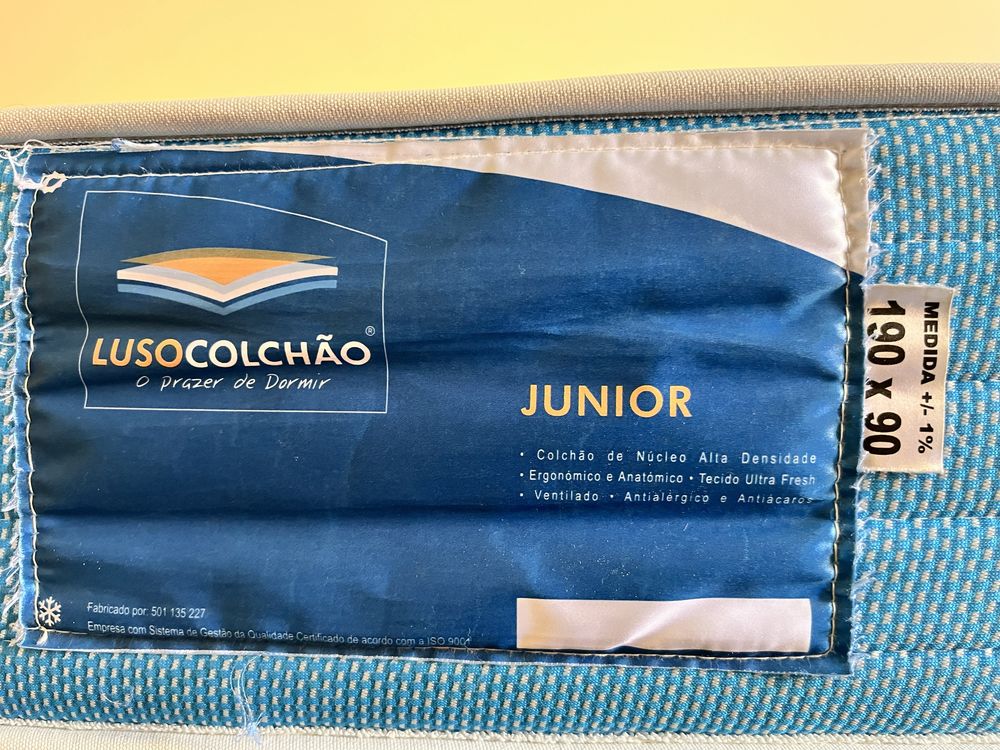 LUSOCOLCHÃO®
O prazer de Dormir
JUNIOR
• Colchão de Núcleo Alta Densidade
• Ergonómico e Anatómico • Tecido Ultra Fresh
• Ventilado • Antialérgico e Antiácaros
Fabricado por: 501 135 227
Empresa com Sistema de Gestão da Qualidade Certificado de acordo com a ISO 9001
MEDIDA +/- 1%
190 x 90